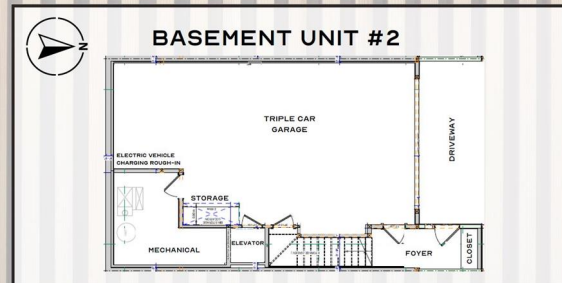 N
BASEMENT UNIT #2
TRIPLE CAR
GARAGE
DRIVEWAY
ELECTRIC VEHICLE
CHARGING ROUGH-IN
STORAGE
MECHANICAL
ELEVATOR
FOYER
CLOSET